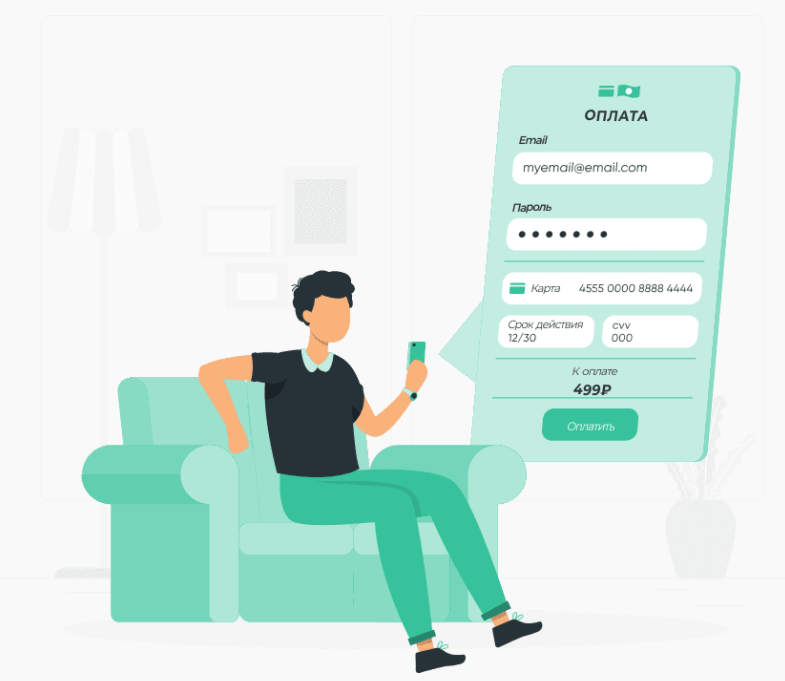 ОПЛАТА
Email
myemail@email.com
Пароль
Карта 4555 0000 8888 4444
Срок действия
12/30
cvv
000
К оплате
499₽
Оплатить